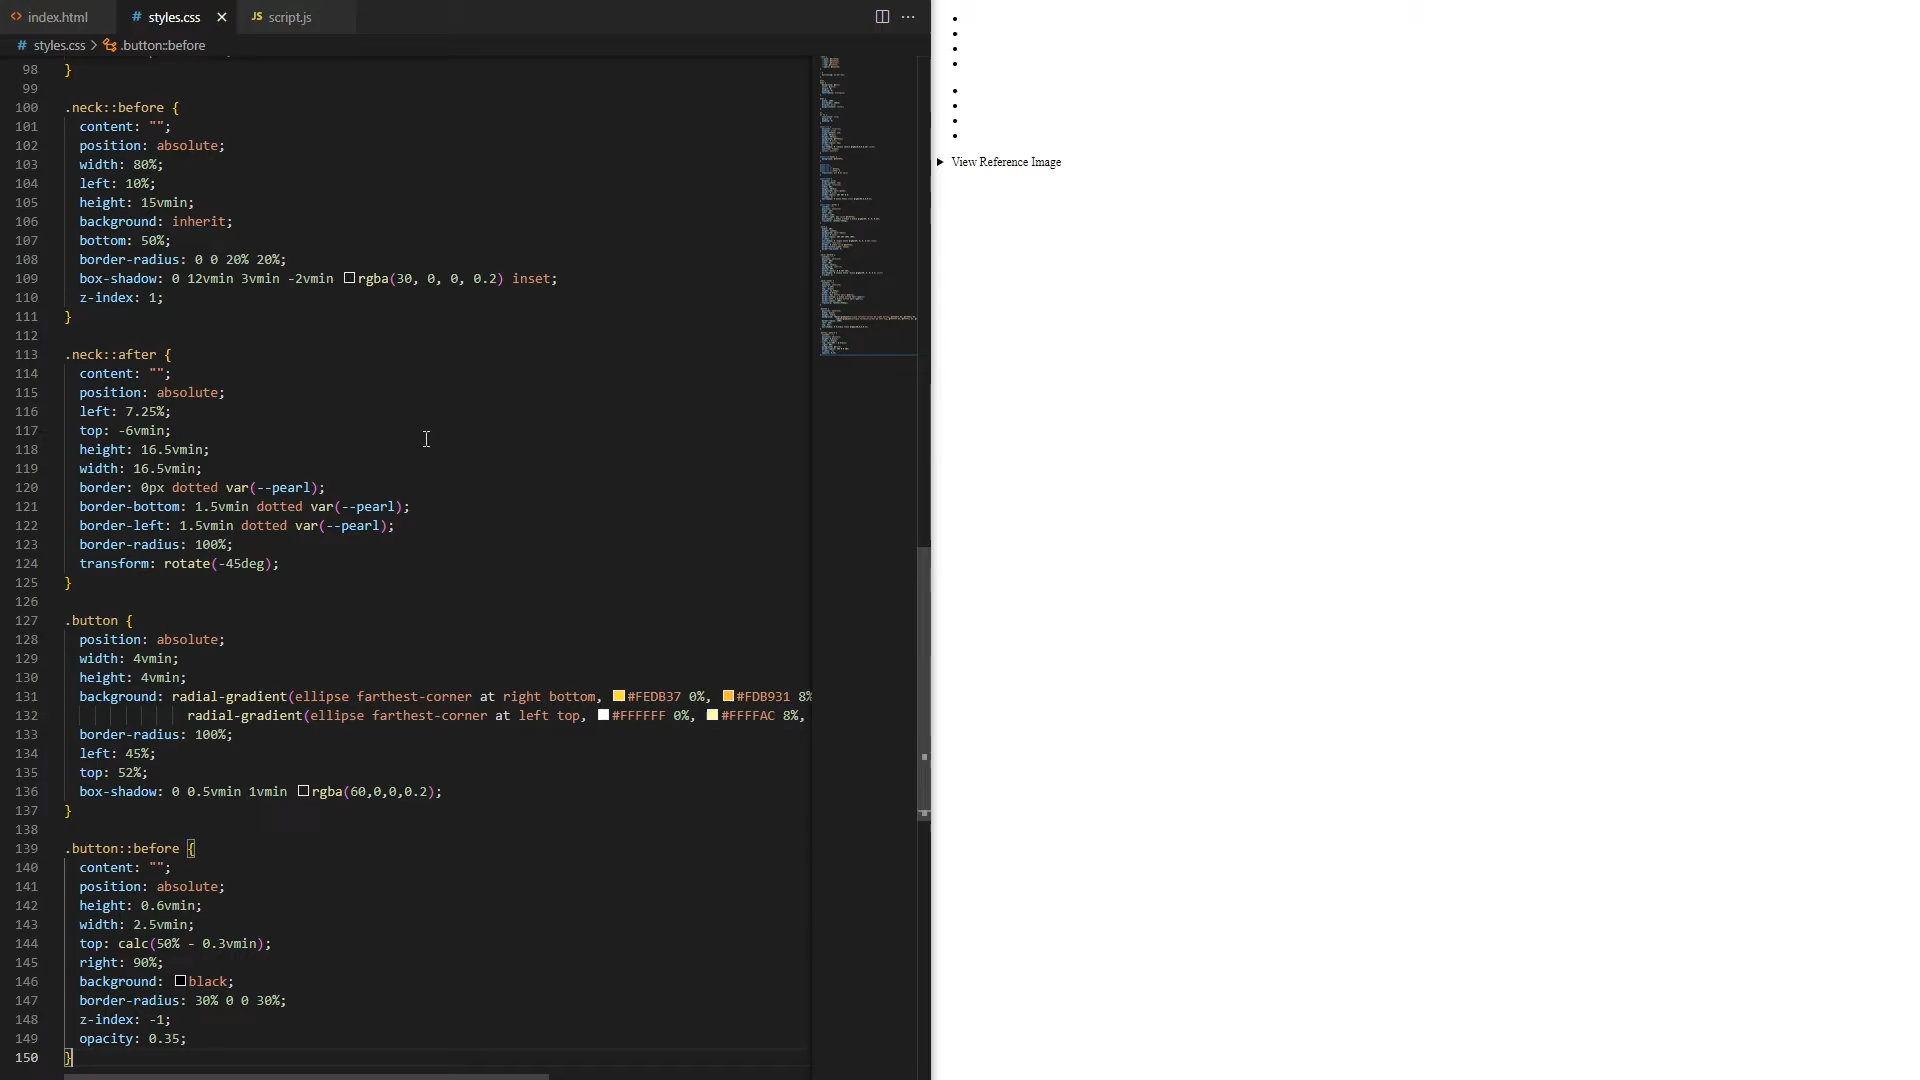 index.html
# styles.css
JS script.js
# styles.css > .button::before
98 }
99
100 .neck::before {
101 content: "";
102 position: absolute;
103 width: 80%;
104 left: 10%;
105 height: 15vmin;
106 background: inherit;
107 bottom: 50%;
108 border-radius: 0 0 20% 20%;
109 box-shadow: 0 12vmin 3vmin -2vmin rgba(30, 0, 0, 0.2) inset;
110 z-index: 1;
111 }
112
113 .neck::after {
114 content: "";
115 position: absolute;
116 left: 7.25%;
117 top: -6vmin;
118 height: 16.5vmin;
119 width: 16.5vmin;
120 border: 0px dotted var(--pearl);
121 border-bottom: 1.5vmin dotted var(--pearl);
122 border-left: 1.5vmin dotted var(--pearl);
123 border-radius: 100%;
124 transform: rotate(-45deg);
125 }
126
127 .button {
128 position: absolute;
129 width: 4vmin;
130 height: 4vmin;
131 background: radial-gradient(ellipse farthest-corner at right bottom, #FEDB37 0%, #FDB931 8%
132 radial-gradient(ellipse farthest-corner at left top, #FFFFFF 0%, #FFFFAC 8%,
133 border-radius: 100%;
134 left: 45%;
135 top: 52%;
136 box-shadow: 0 0.5vmin 1vmin rgba(60,0,0,0.2);
137 }
138
139 .button::before {
140 content: "";
141 position: absolute;
142 height: 0.6vmin;
143 width: 2.5vmin;
144 top: calc(50% - 0.3vmin);
145 right: 90%;
146 background: black;
147 border-radius: 30% 0 0 30%;
148 z-index: -1;
149 opacity: 0.35;
150 }
View Reference Image